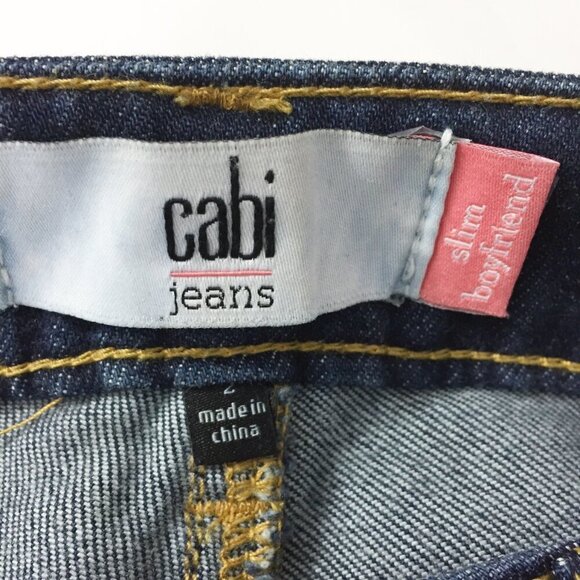 cabi
jeans
slim
boyfriend
2
made in
china